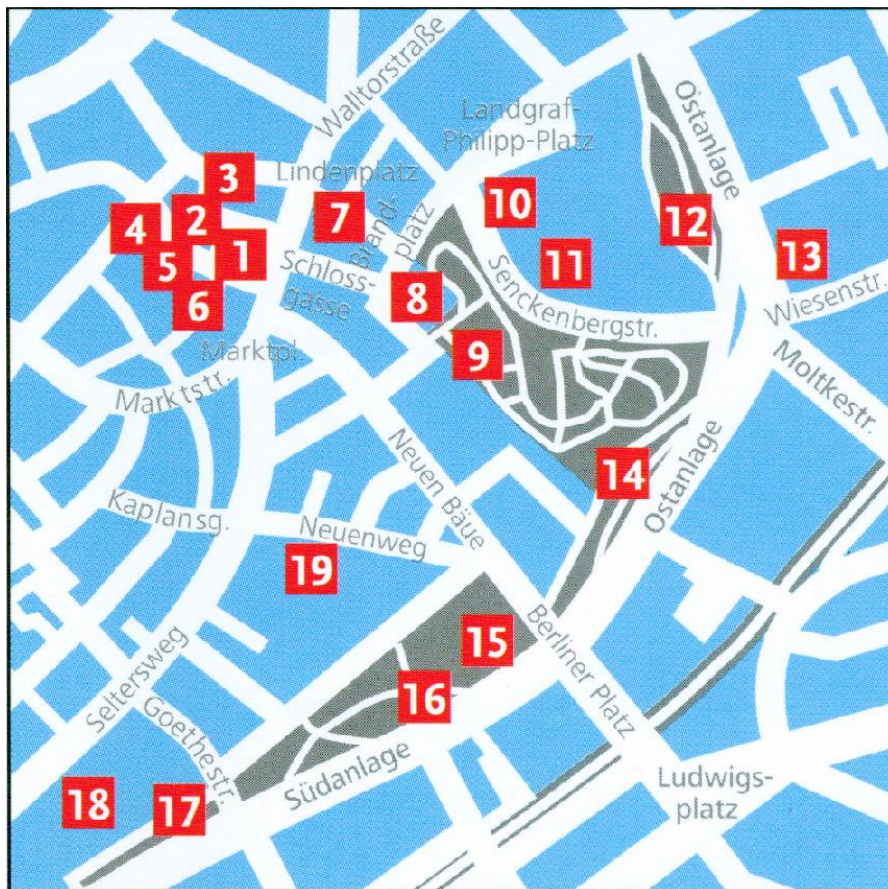 Walltorstraße
Landgraf-
Philipp-Platz
Ostanlage
3
Lindenplatz
4
2
7
Brand-
platz
10
12
5
1
11
13
6
Schloss-
gasse
8
Senckenbergstr.
Wiesenstr.
Marktpl.
9
Marktstr.
Moltkestr.
Neuen Bäue
14
Ostanlage
Kaplansg.
Neuenweg
19
15
Berliner Platz
16
Seltersweg
Goethestr.
Südanlage
18
17
Ludwigs-
platz